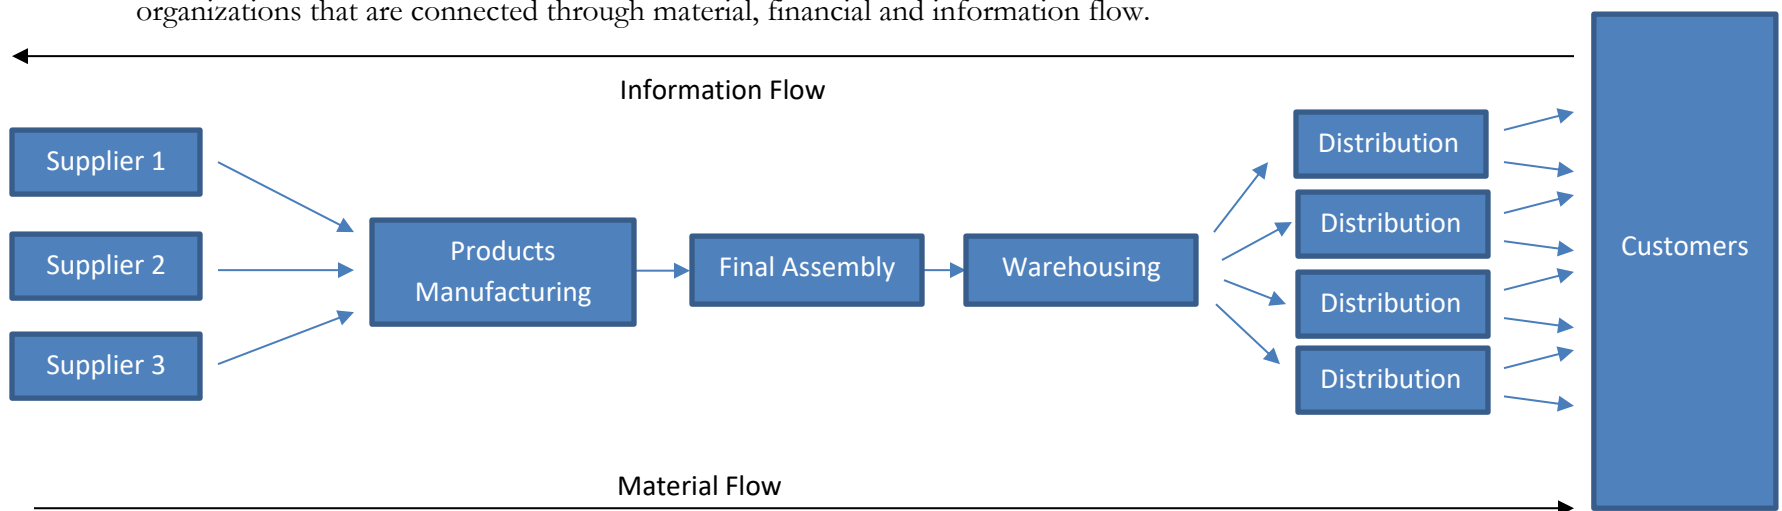 organizations that are connected through material, financial and information flow.
Information Flow
Supplier 1
Supplier 2
Supplier 3
Products
Manufacturing
Final Assembly
Warehousing
Distribution
Distribution
Distribution
Distribution
Customers
Material Flow